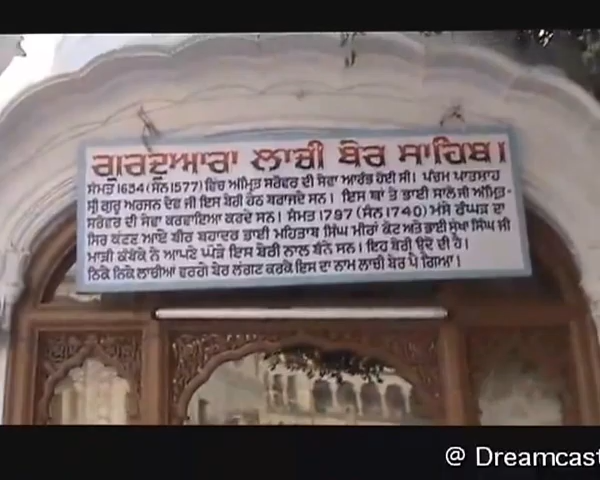 ਗੁਰਦੁਆਰਾ ਲਾਚੀ ਬੇਰ ਸਾਹਿਬ।
ਸੰਮਤ 1634 (ਸੰਨ 1577) ਵਿਚ ਅੰਮ੍ਰਿਤ ਸਰੋਵਰ ਦੀ ਸੇਵਾ ਆਰੰਭ ਹੋਈ ਸੀ। ਪੰਚਮ ਪਾਤਸ਼ਾਹ
ਸ੍ਰੀ ਗੁਰੂ ਅਰਜਨ ਦੇਵ ਜੀ ਇਸ ਬੇਰੀ ਹੇਠ ਬਰਾਜਦੇ ਸਨ। ਇਸ ਥਾਂ ਤੇ ਭਾਈ ਸਾਲੋ ਜੀ ਅੰਮ੍ਰਿਤ-
ਸਰੋਵਰ ਦੀ ਸੇਵਾ ਕਰਵਾਇਆ ਕਰਦੇ ਸਨ। ਸੰਮਤ 1797 (ਸੰਨ 1740) ਮੱਸੇ ਰੰਘੜ ਦਾ
ਸਿਰ ਕੱਟਣ ਆਏ ਬੀਰ ਬਹਾਦਰ ਭਾਈ ਮਹਿਤਾਬ ਸਿੰਘ ਮੀਰਾਂ ਕੋਟ ਅਤੇ ਭਾਈ ਸੁੱਖਾ ਸਿੰਘ ਜੀ
ਮਾੜੀ ਕੰਬੋਕੇ ਨੇ ਆਪਣੇ ਘੋੜੇ ਇਸ ਬੇਰੀ ਨਾਲ ਬੰਨੇ ਸਨ। ਇਹ ਬੇਰੀ ਉਦੋਂ ਦੀ ਹੈ।
ਨਿਕੇ ਨਿਕੇ ਲਾਚੀਆਂ ਵਰਗੇ ਬੇਰ ਲੱਗਣ ਕਰਕੇ ਇਸ ਦਾ ਨਾਮ ਲਾਚੀ ਬੇਰ ਪੈ ਗਿਆ।
@ Dreamcast